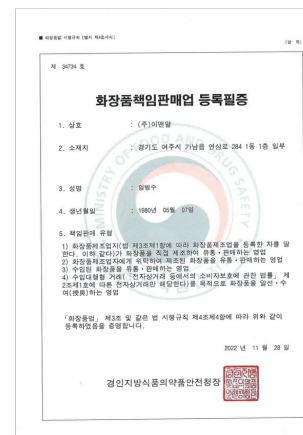 ■ 화장품법 시행규칙 [별지 제4호서식]
(앞 쪽)
제 34734 호
화장품책임판매업 등록필증
1. 상호 : (주)이앤알
2. 소재지 : 경기도 여주시 가남읍 연삼로 284 1동 1층 일부
3. 성명 : 임방수
4. 생년월일 : 1980년 05월 07일
5. 책임판매 유형
1) 화장품제조업자(법 제3조제1항에 따라 화장품제조업을 등록한 자를 말
한다. 이하 같다)가 화장품을 직접 제조하여 유통ㆍ판매하는 영업
2) 화장품제조업자에게 위탁하여 제조된 화장품을 유통ㆍ판매하는 영업
3) 수입된 화장품을 유통ㆍ판매하는 영업
4) 수입대행형 거래(「전자상거래 등에서의 소비자보호에 관한 법률」 제
2조제1호에 따른 전자상거래만 해당한다)를 목적으로 화장품을 알선ㆍ수
여(授與)하는 영업
「화장품법」 제3조 및 같은 법 시행규칙 제4조제4항에 따라 위와 같이
등록하였음을 증명합니다.
2022 년 11 월 28 일
경인지방식품의약품안전청장